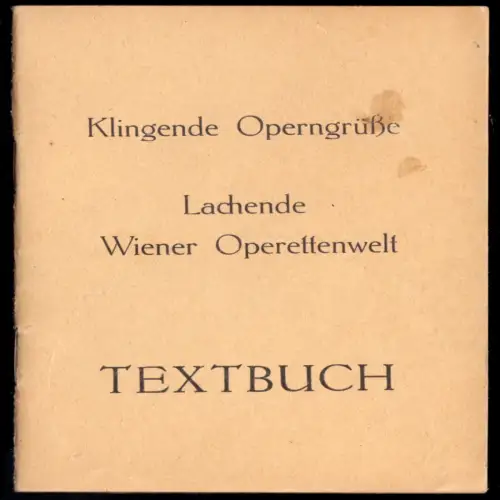 Klingende Operngrüße
Lachende
Wiener Operettenwelt
TEXTBUCH